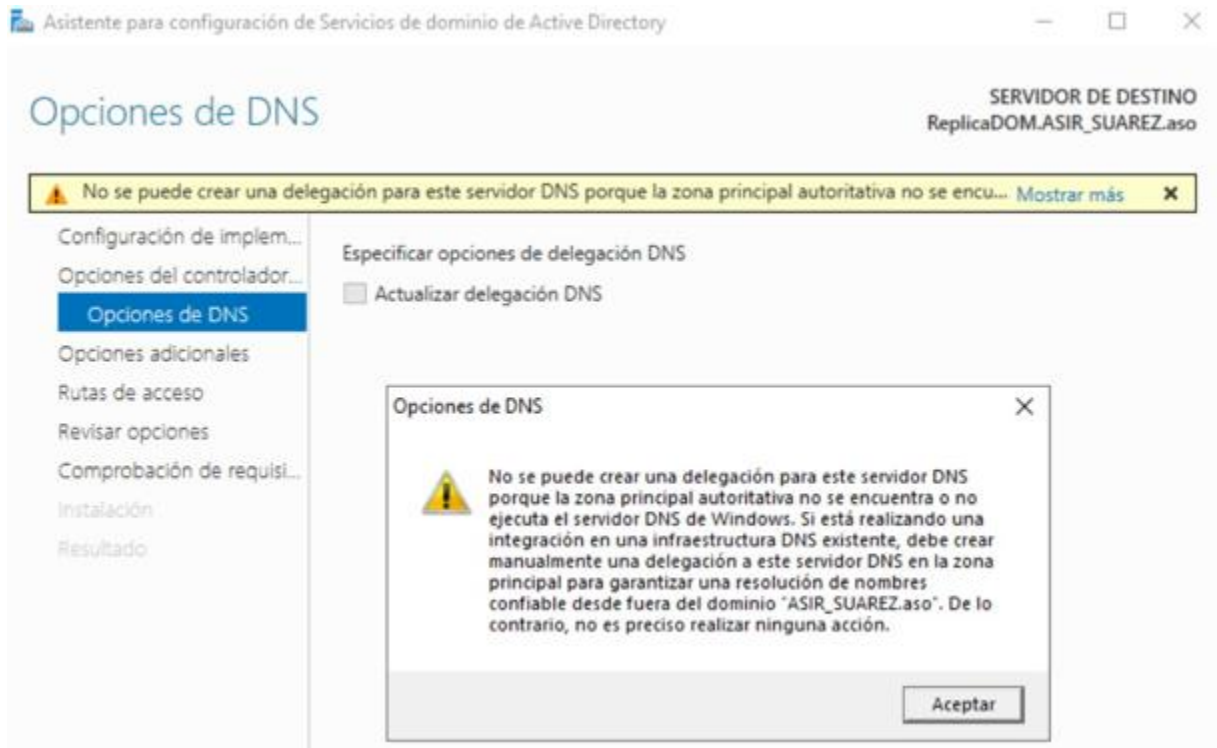 Asistente para configuración de Servicios de dominio de Active Directory
Opciones de DNS
SERVIDOR DE DESTINO
ReplicaDOM.ASIR_SUAREZ.aso
No se puede crear una delegación para este servidor DNS porque la zona principal autoritativa no se encu... Mostrar más
Configuración de implem...
Opciones del controlador...
Opciones de DNS
Opciones adicionales
Rutas de acceso
Revisar opciones
Comprobación de requisi...
Instalación
Resultado
Especificar opciones de delegación DNS
Actualizar delegación DNS
Opciones de DNS
No se puede crear una delegación para este servidor DNS
porque la zona principal autoritativa no se encuentra o no
ejecuta el servidor DNS de Windows. Si está realizando una
integración en una infraestructura DNS existente, debe crear
manualmente una delegación a este servidor DNS en la zona
principal para garantizar una resolución de nombres
confiable desde fuera del dominio "ASIR_SUAREZ.aso". De lo
contrario, no es preciso realizar ninguna acción.
Aceptar